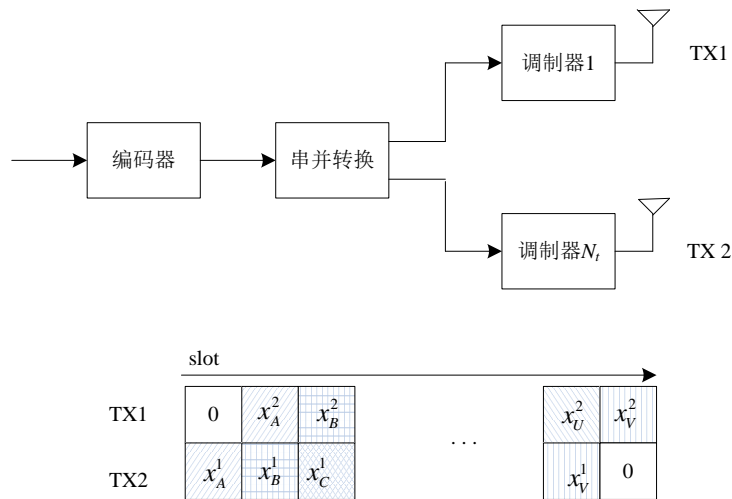 调制器1
TX1
编码器
串并转换
调制器N_t
TX 2
slot
TX1 0 x_A^2 x_B^2 ... x_U^2 x_V^2
TX2 x_A^1 x_B^1 x_C^1 x_V^1 0